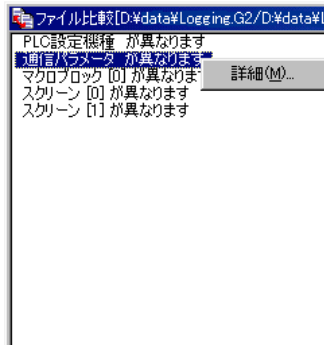 ファイル比較[D:¥data¥Logging.G2/D:¥data¥l
PLC設定機種 が異なります
通信パラメータ が異なります
マクロブロック [0] が異なりま
詳細(M)...
スクリーン [0] が異なります
スクリーン [1] が異なります